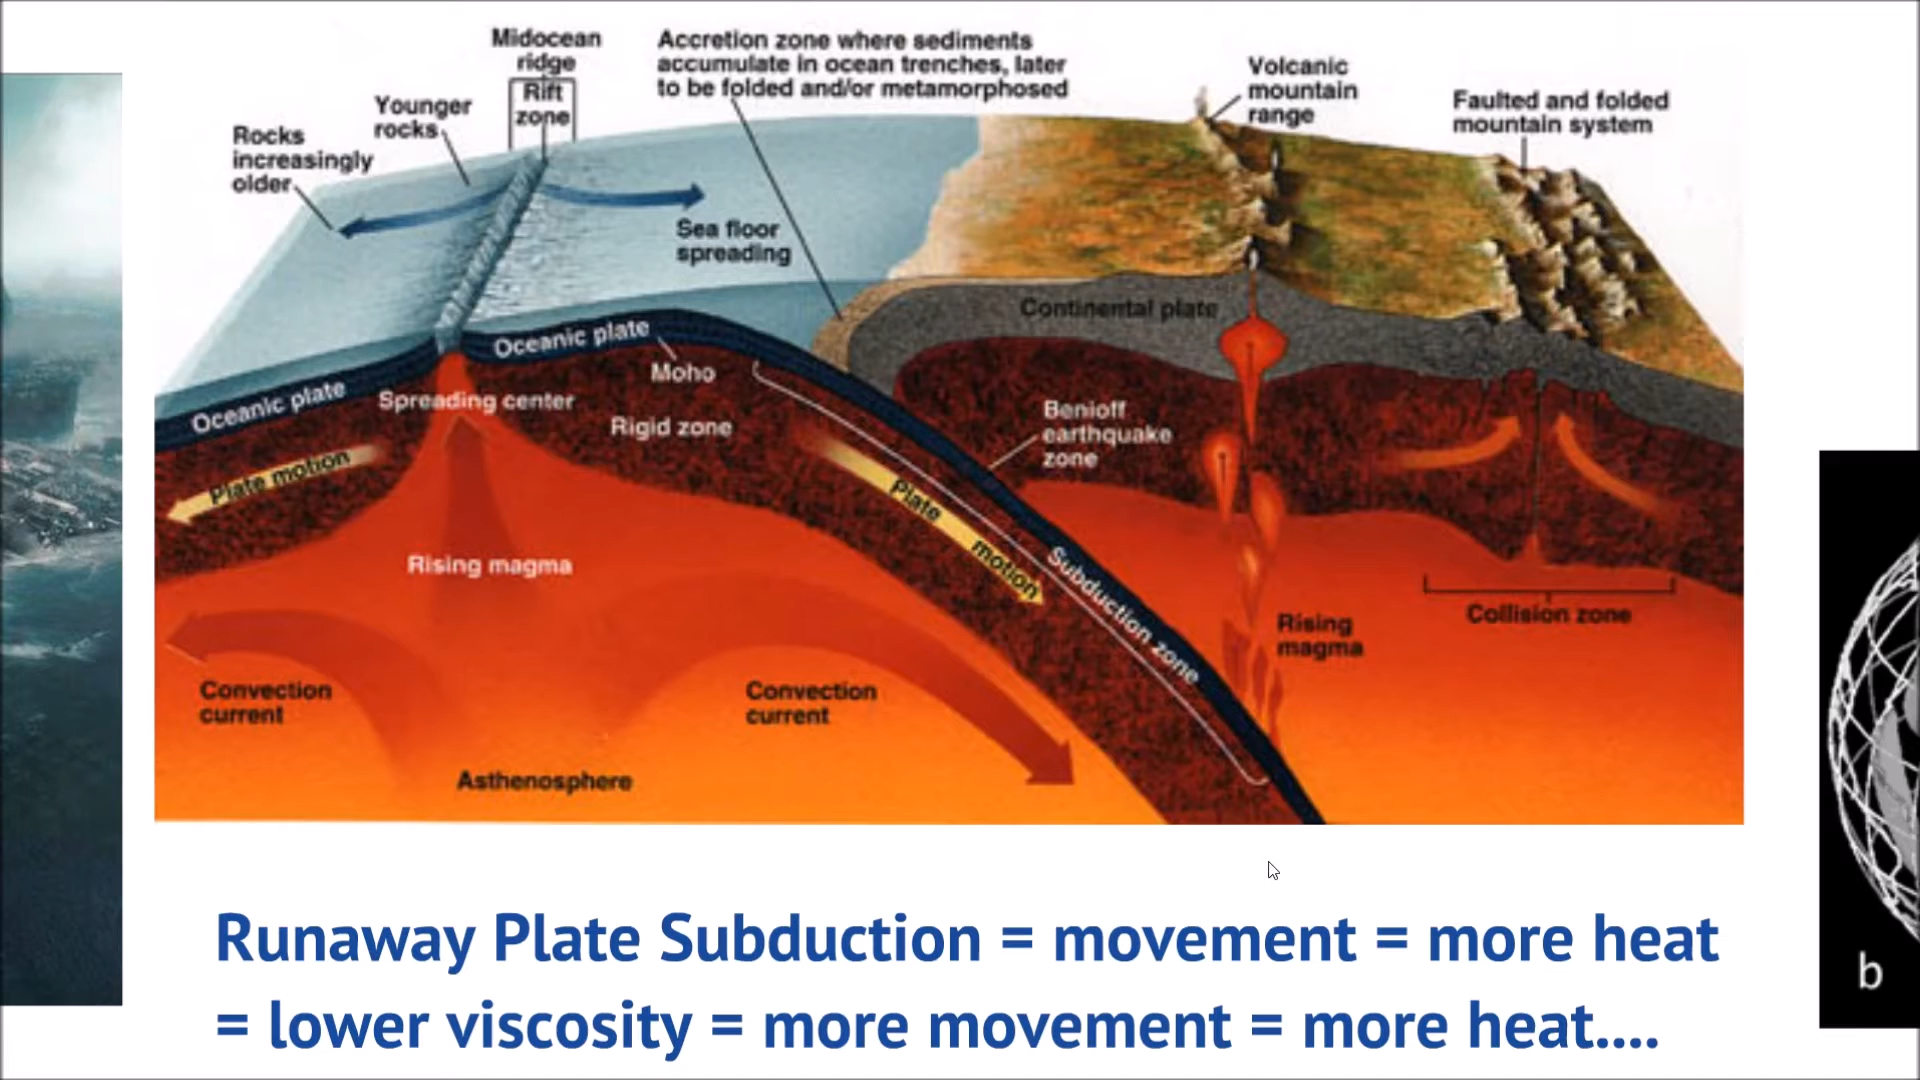 Midocean
ridge
Rift
zone
Accretion zone where sediments
accumulate in ocean trenches, later
to be folded and/or metamorphosed
Volcanic
mountain
range
Faulted and folded
mountain system
Younger
rocks
Rocks
increasingly
older
Sea floor
spreading
Continental plate
Oceanic plate
Oceanic plate
Moho
Spreading center
Rigid zone
Benioff
earthquake
zone
Plate motion
Plate
motion
Subduction zone
Rising magma
Rising
magma
Collision zone
Convection
current
Convection
current
Asthenosphere
Runaway Plate Subduction = movement = more heat
= lower viscosity = more movement = more heat....
b